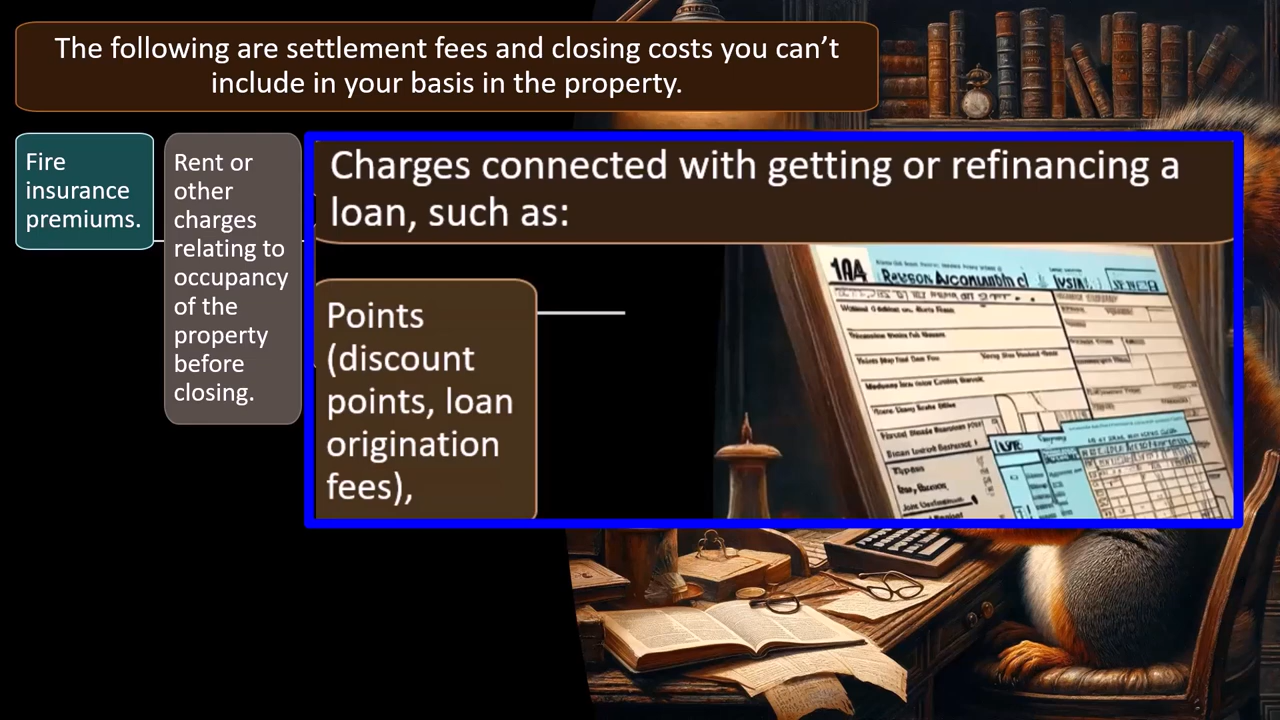 The following are settlement fees and closing costs you can’t
include in your basis in the property.
Fire
insurance
premiums.
Rent or
other
charges
relating to
occupancy
of the
property
before
closing.
Charges connected with getting or refinancing a
loan, such as:
Points
(discount
points, loan
origination
fees),